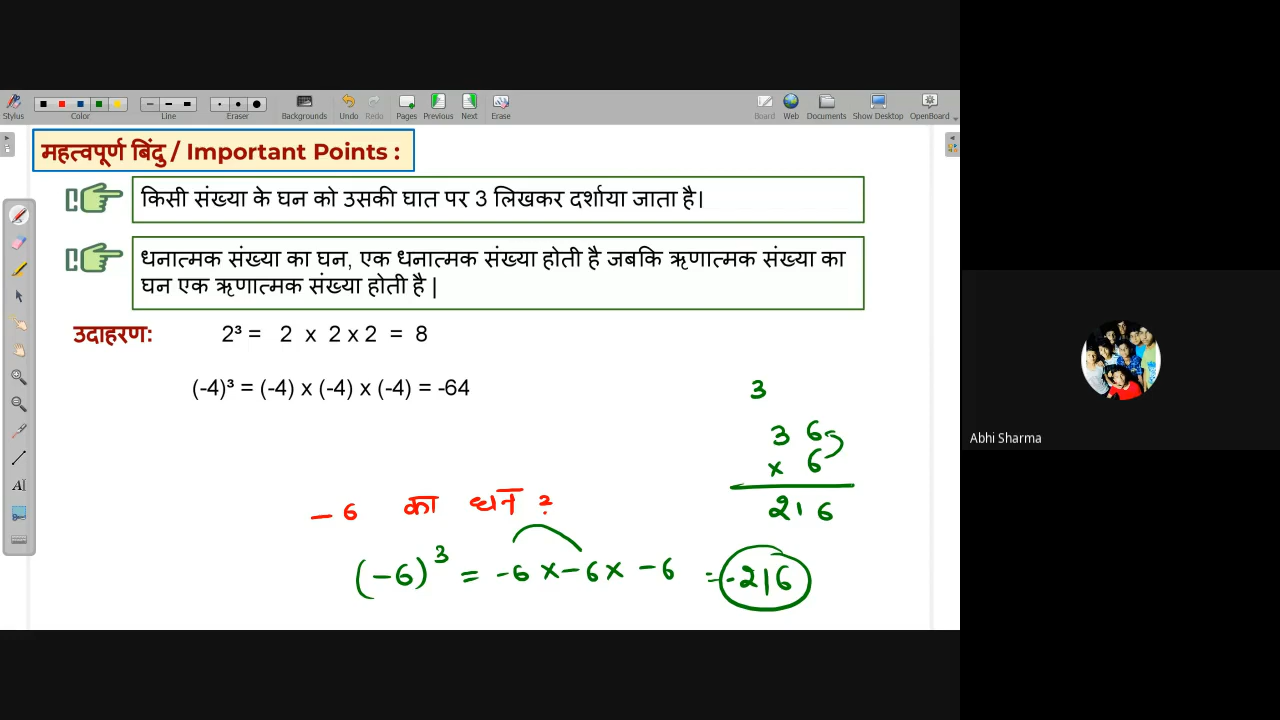 Stylus
Color
Line
Eraser
Backgrounds
Undo
Redo
Pages
Previous
Next
Erase
Board
Web
Documents
Show Desktop
OpenBoard
महत्वपूर्ण बिंदु / Important Points :
किसी संख्या के घन को उसकी घात पर 3 लिखकर दर्शाया जाता है।
धनात्मक संख्या का घन, एक धनात्मक संख्या होती है जबकि ऋणात्मक संख्या का
घन एक ऋणात्मक संख्या होती है |
उदाहरण: 2³ = 2 x 2 x 2 = 8
(-4)³ = (-4) x (-4) x (-4) = -64
3
3 6
x 6
216
-6 का घन ?
(-6)³ = -6 x -6 x -6 = -216
Abhi Sharma